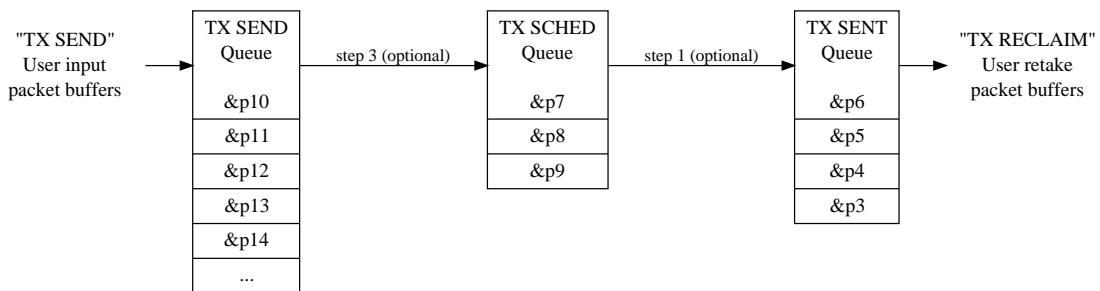 "TX SEND"
User input
packet buffers
TX SEND
Queue
&p10
&p11
&p12
&p13
&p14
...
step 3 (optional)
TX SCHED
Queue
&p7
&p8
&p9
step 1 (optional)
TX SENT
Queue
&p6
&p5
&p4
&p3
"TX RECLAIM"
User retake
packet buffers